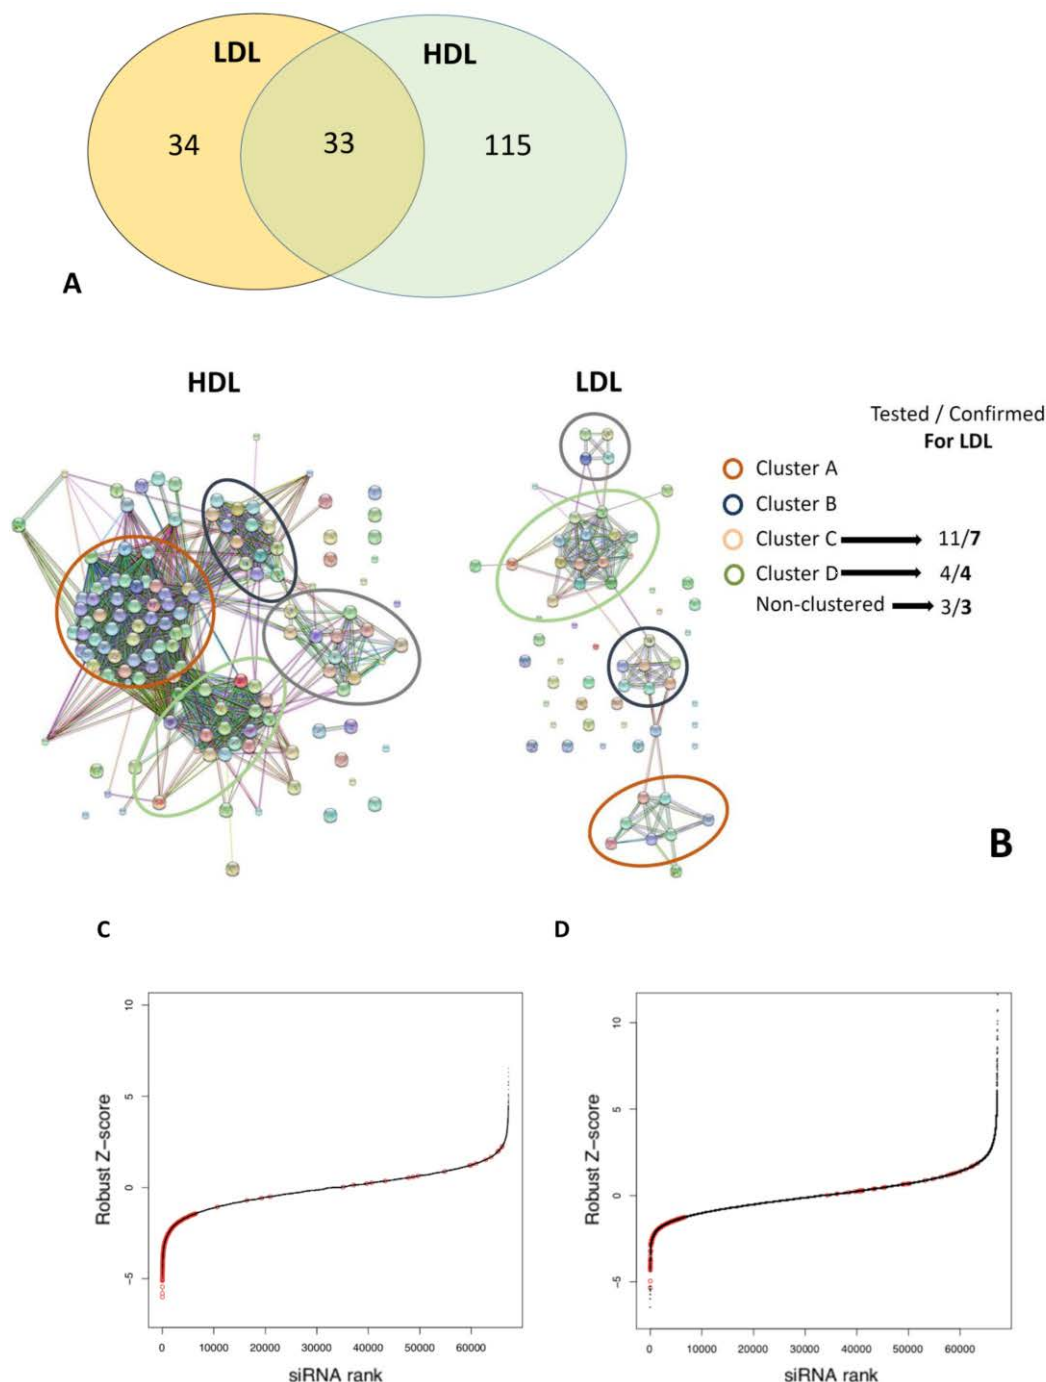 LDL
HDL
34
33
115
A
HDL
LDL
Tested / Confirmed
For LDL
Cluster A
Cluster B
Cluster C 11/7
Cluster D 4/4
Non-clustered 3/3
B
C
D
Robust Z-score
10
5
0
-5
0 10000 20000 30000 40000 50000 60000
siRNA rank
Robust Z-score
10
5
0
-5
0 10000 20000 30000 40000 50000 60000
siRNA rank